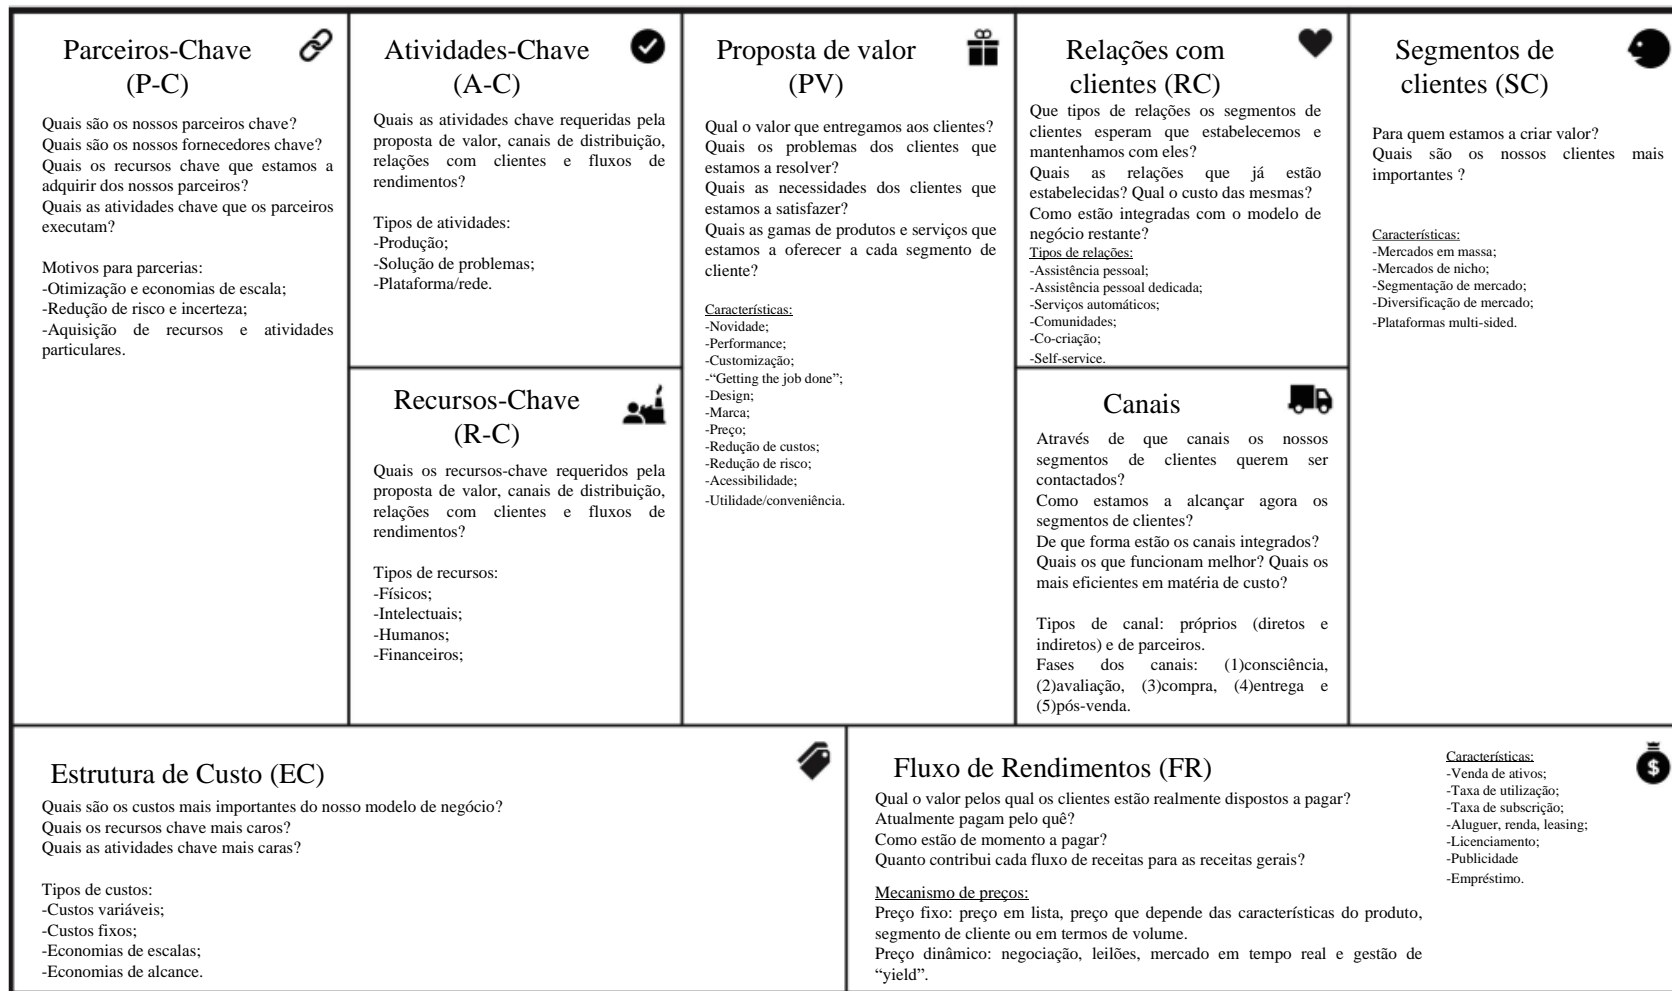 Parceiros-Chave
(P-C)
Quais são os nossos parceiros chave?
Quais são os nossos fornecedores chave?
Quais os recursos chave que estamos a
adquirir dos nossos parceiros?
Quais as atividades chave que os parceiros
executam?
Motivos para parcerias:
-Otimização e economias de escala;
-Redução de risco e incerteza;
-Aquisição de recursos e atividades
particulares.
Atividades-Chave
(A-C)
Quais as atividades chave requeridas pela
proposta de valor, canais de distribuição,
relações com clientes e fluxos de
rendimentos?
Tipos de atividades:
-Produção;
-Solução de problemas;
-Plataforma/rede.
Recursos-Chave
(R-C)
Quais os recursos-chave requeridos pela
proposta de valor, canais de distribuição,
relações com clientes e fluxos de
rendimentos?
Tipos de recursos:
-Físicos;
-Intelectuais;
-Humanos;
-Financeiros;
Proposta de valor
(PV)
Qual o valor que entregamos aos clientes?
Quais os problemas dos clientes que
estamos a resolver?
Quais as necessidades dos clientes que
estamos a satisfazer?
Quais as gamas de produtos e serviços que
estamos a oferecer a cada segmento de
cliente?
Características:
-Novidade;
-Performance;
-Customização;
-“Getting the job done”;
-Design;
-Marca;
-Preço;
-Redução de custos;
-Redução de risco;
-Acessibilidade;
-Utilidade/conveniência.
Relações com
clientes (RC)
Que tipos de relações os segmentos de
clientes esperam que estabelecemos e
mantenhamos com eles?
Quais as relações que já estão
estabelecidas? Qual o custo das mesmas?
Como estão integradas com o modelo de
negócio restante?
Tipos de relações:
-Assistência pessoal;
-Assistência pessoal dedicada;
-Serviços automáticos;
-Comunidades;
-Co-criação;
-Self-service.
Canais
Através de que canais os nossos
segmentos de clientes querem ser
contactados?
Como estamos a alcançar agora os
segmentos de clientes?
De que forma estão os canais integrados?
Quais os que funcionam melhor? Quais os
mais eficientes em matéria de custo?
Tipos de canal: próprios (diretos e
indiretos) e de parceiros.
Fases dos canais: (1)consciência,
(2)avaliação, (3)compra, (4)entrega e
(5)pós-venda.
Segmentos de
clientes (SC)
Para quem estamos a criar valor?
Quais são os nossos clientes mais
importantes ?
Características:
-Mercados em massa;
-Mercados de nicho;
-Segmentação de mercado;
-Diversificação de mercado;
-Plataformas multi-sided.
Estrutura de Custo (EC)
Quais são os custos mais importantes do nosso modelo de negócio?
Quais os recursos chave mais caros?
Quais as atividades chave mais caras?
Tipos de custos:
-Custos variáveis;
-Custos fixos;
-Economias de escalas;
-Economias de alcance.
Fluxo de Rendimentos (FR)
Qual o valor pelos qual os clientes estão realmente dispostos a pagar?
Atualmente pagam pelo quê?
Como estão de momento a pagar?
Quanto contribui cada fluxo de receitas para as receitas gerais?
Mecanismo de preços:
Preço fixo: preço em lista, preço que depende das características do produto,
segmento de cliente ou em termos de volume.
Preço dinâmico: negociação, leilões, mercado em tempo real e gestão de
“yield”.
Características:
-Venda de ativos;
-Taxa de utilização;
-Taxa de subscrição;
-Aluguer, renda, leasing;
-Licenciamento;
-Publicidade
-Empréstimo.
$